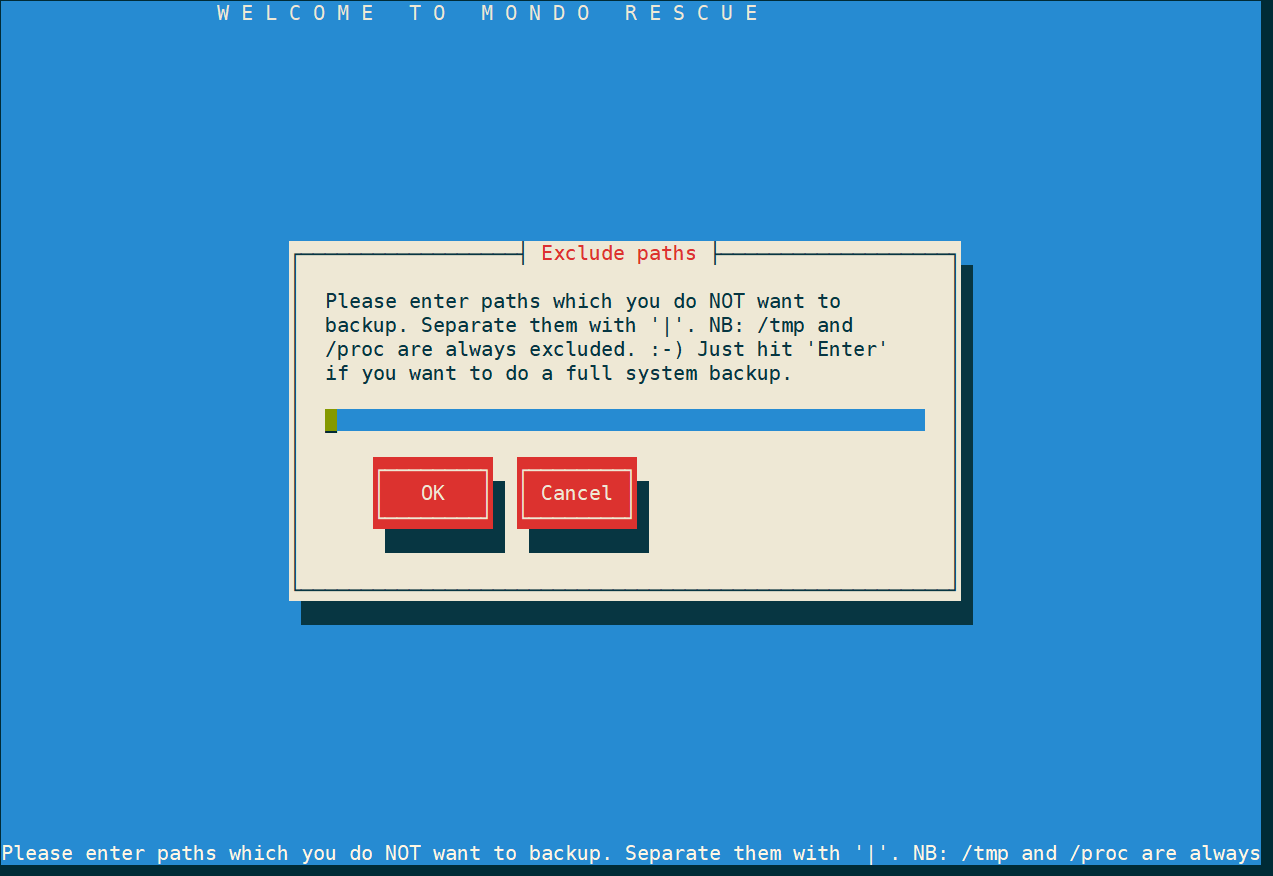 W E L C O M E   T O   M O N D O   R E S C U E
Exclude paths
Please enter paths which you do NOT want to
backup. Separate them with '|'. NB: /tmp and
/proc are always excluded. :-) Just hit 'Enter'
if you want to do a full system backup.
OK Cancel
Please enter paths which you do NOT want to backup. Separate them with '|'. NB: /tmp and /proc are always